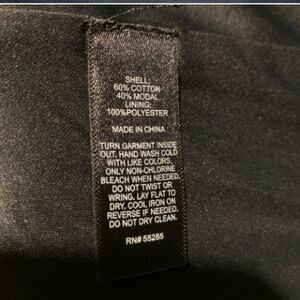 SHELL:
60% COTTON
40% MODAL
LINING:
100%POLYESTER
MADE IN CHINA
TURN GARMENT INSIDE
OUT. HAND WASH COLD
WITH LIKE COLORS,
ONLY NON-CHLORINE
BLEACH WHEN NEEDED.
DO NOT TWIST OR
WRING. LAY FLAT TO
DRY. COOL IRON ON
REVERSE IF NEEDED.
DO NOT DRY CLEAN.
RN# 55285